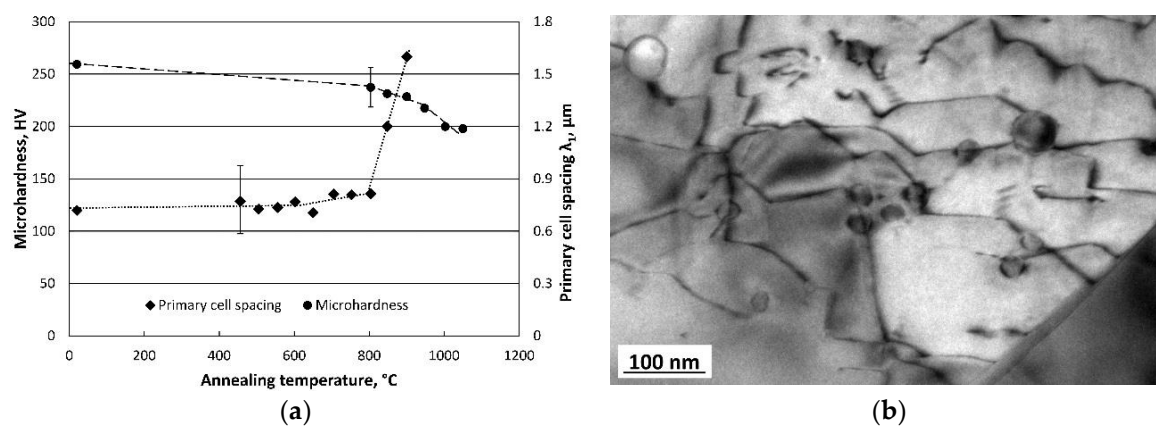 300
250
200
150
100
50
0
Microhardness, HV
1.8
1.5
1.2
0.9
0.6
0.3
0
Primary cell spacing λ₁, µm
Primary cell spacing Microhardness
0 200 400 600 800 1000 1200
Annealing temperature, °C
100 nm
(a) (b)